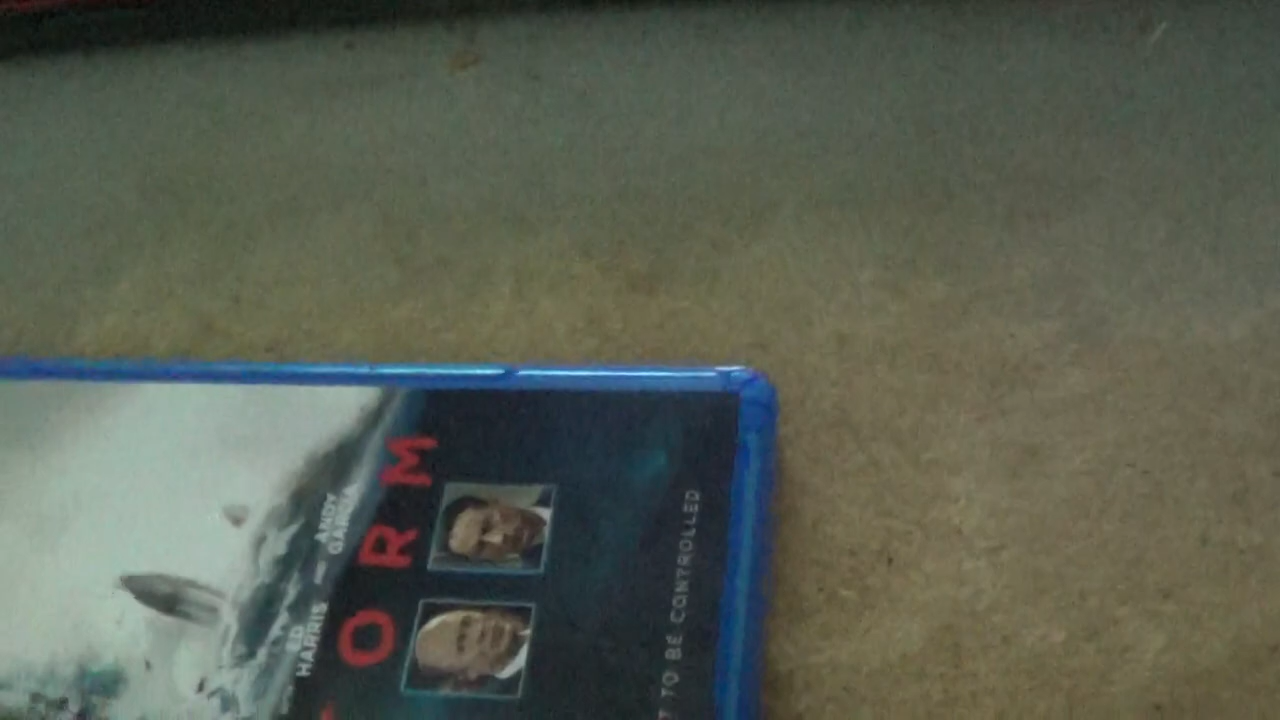 ED
HARRIS
ANDY
GARCIA
ORM
TO BE CONTROLLED